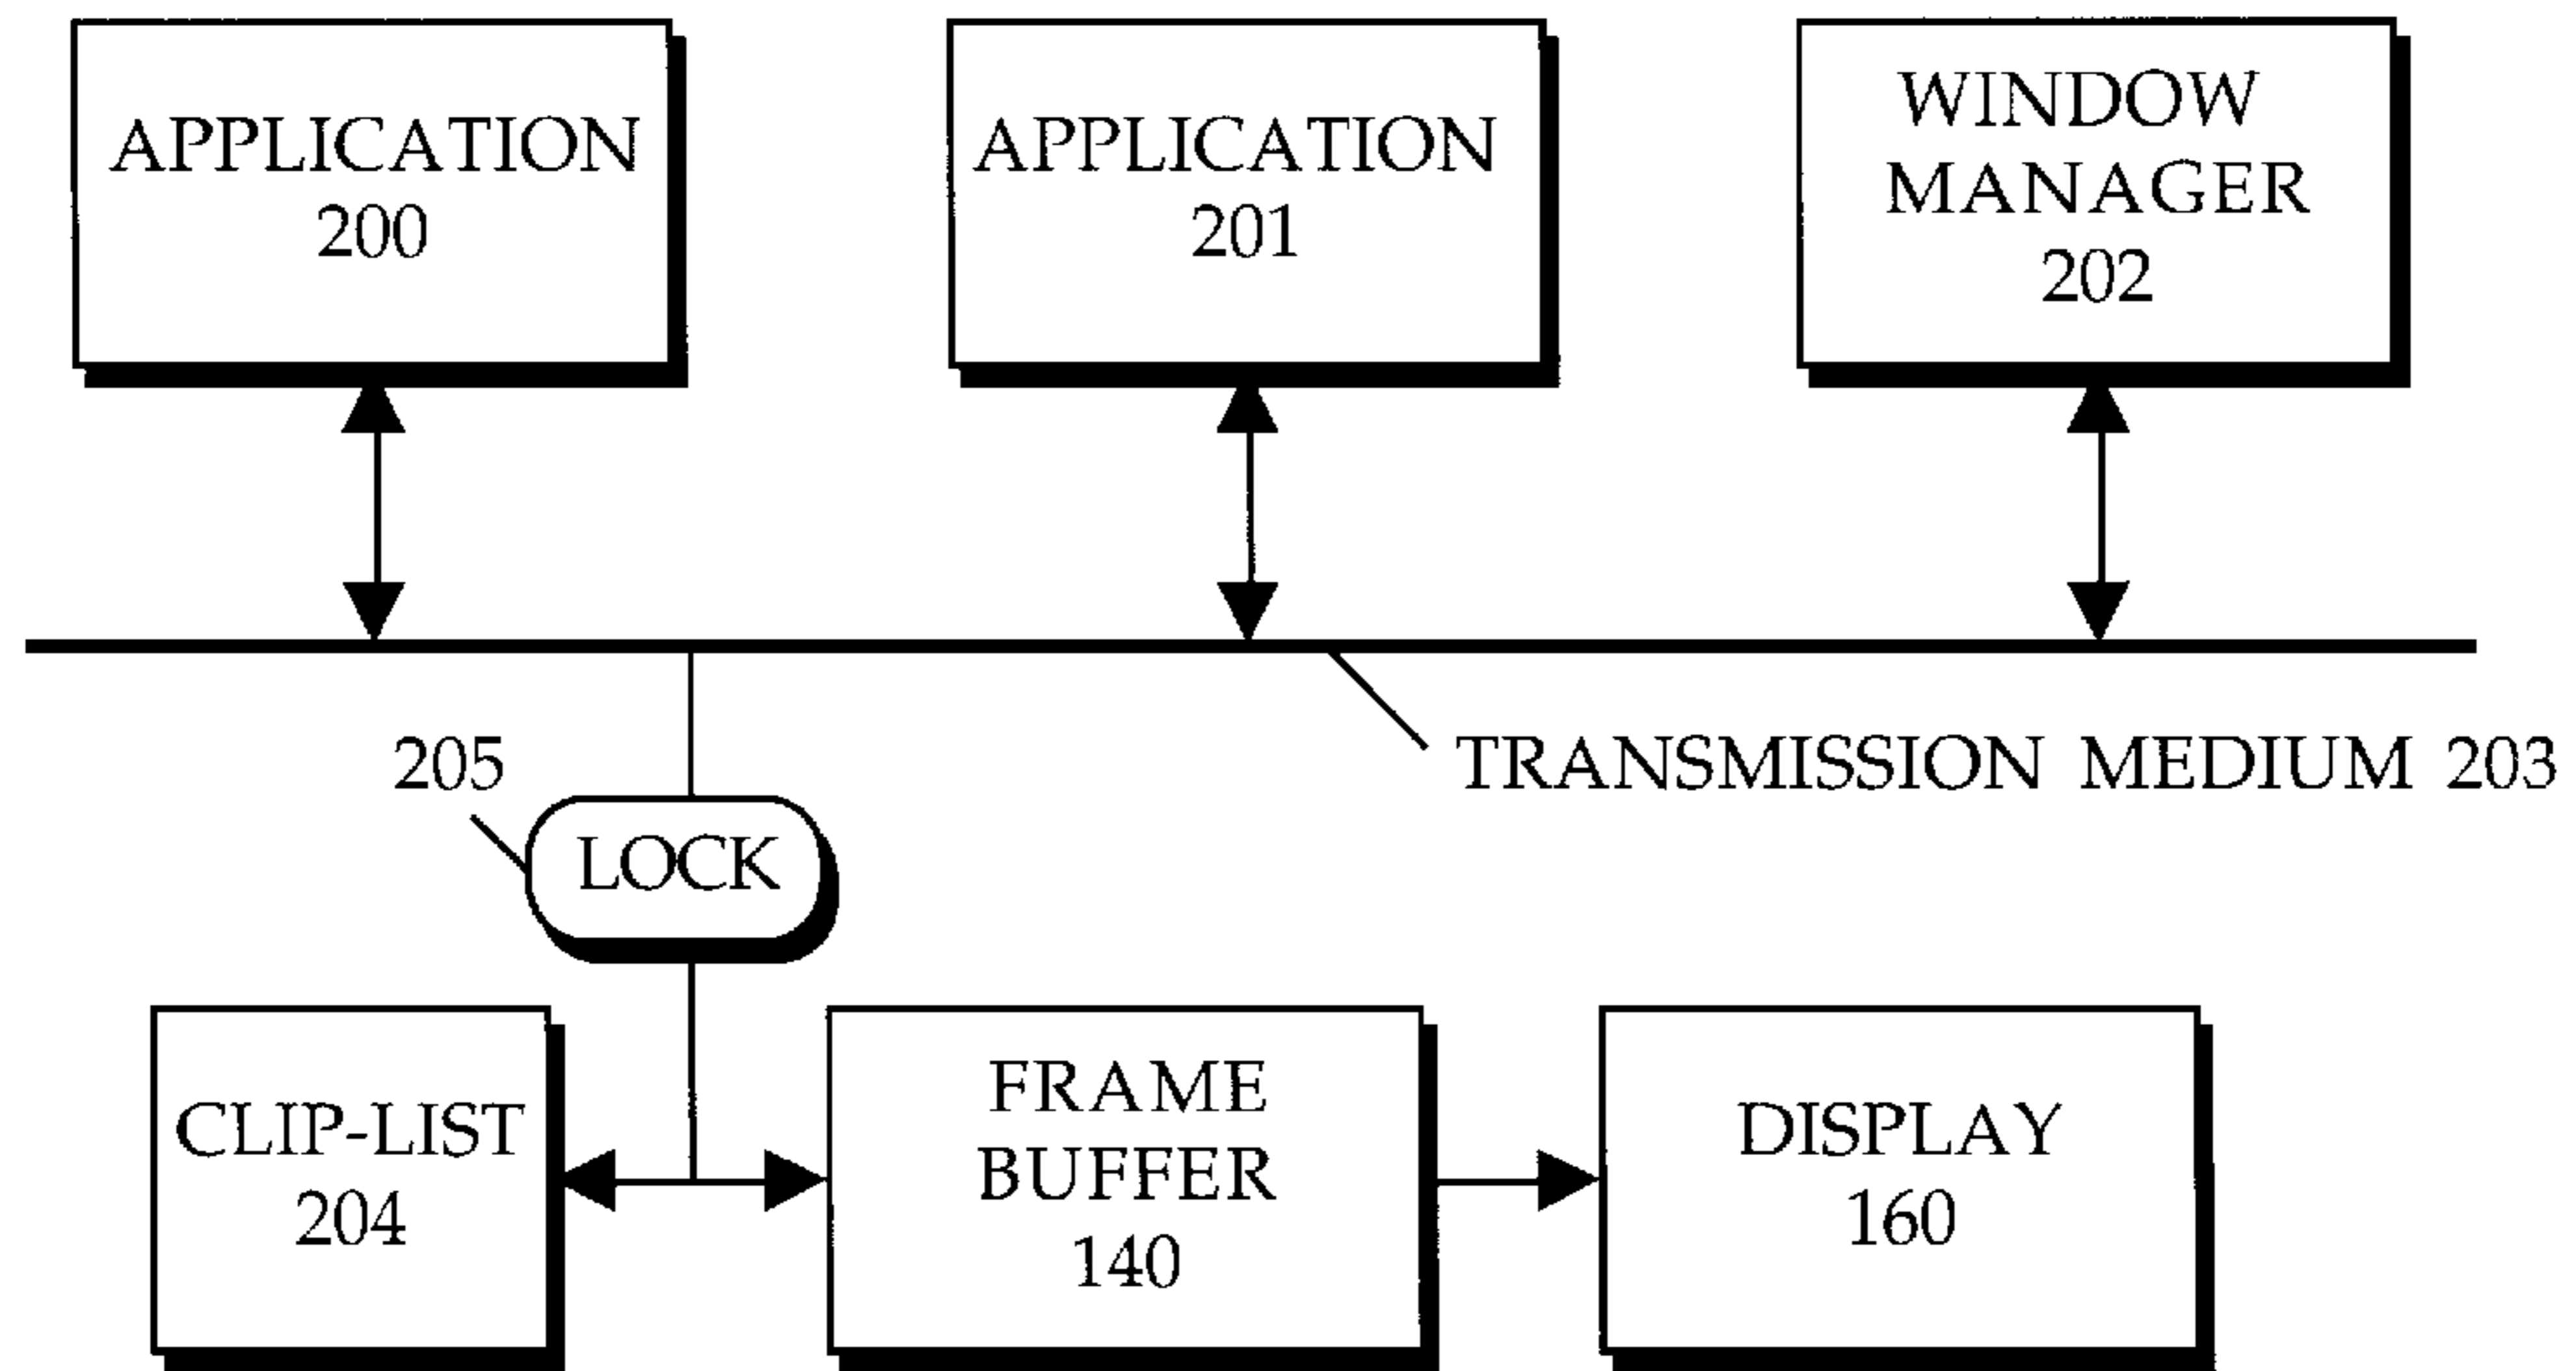 APPLICATION
200
APPLICATION
201
WINDOW
MANAGER
202
TRANSMISSION MEDIUM 203
205
LOCK
CLIP-LIST
204
FRAME
BUFFER
140
DISPLAY
160